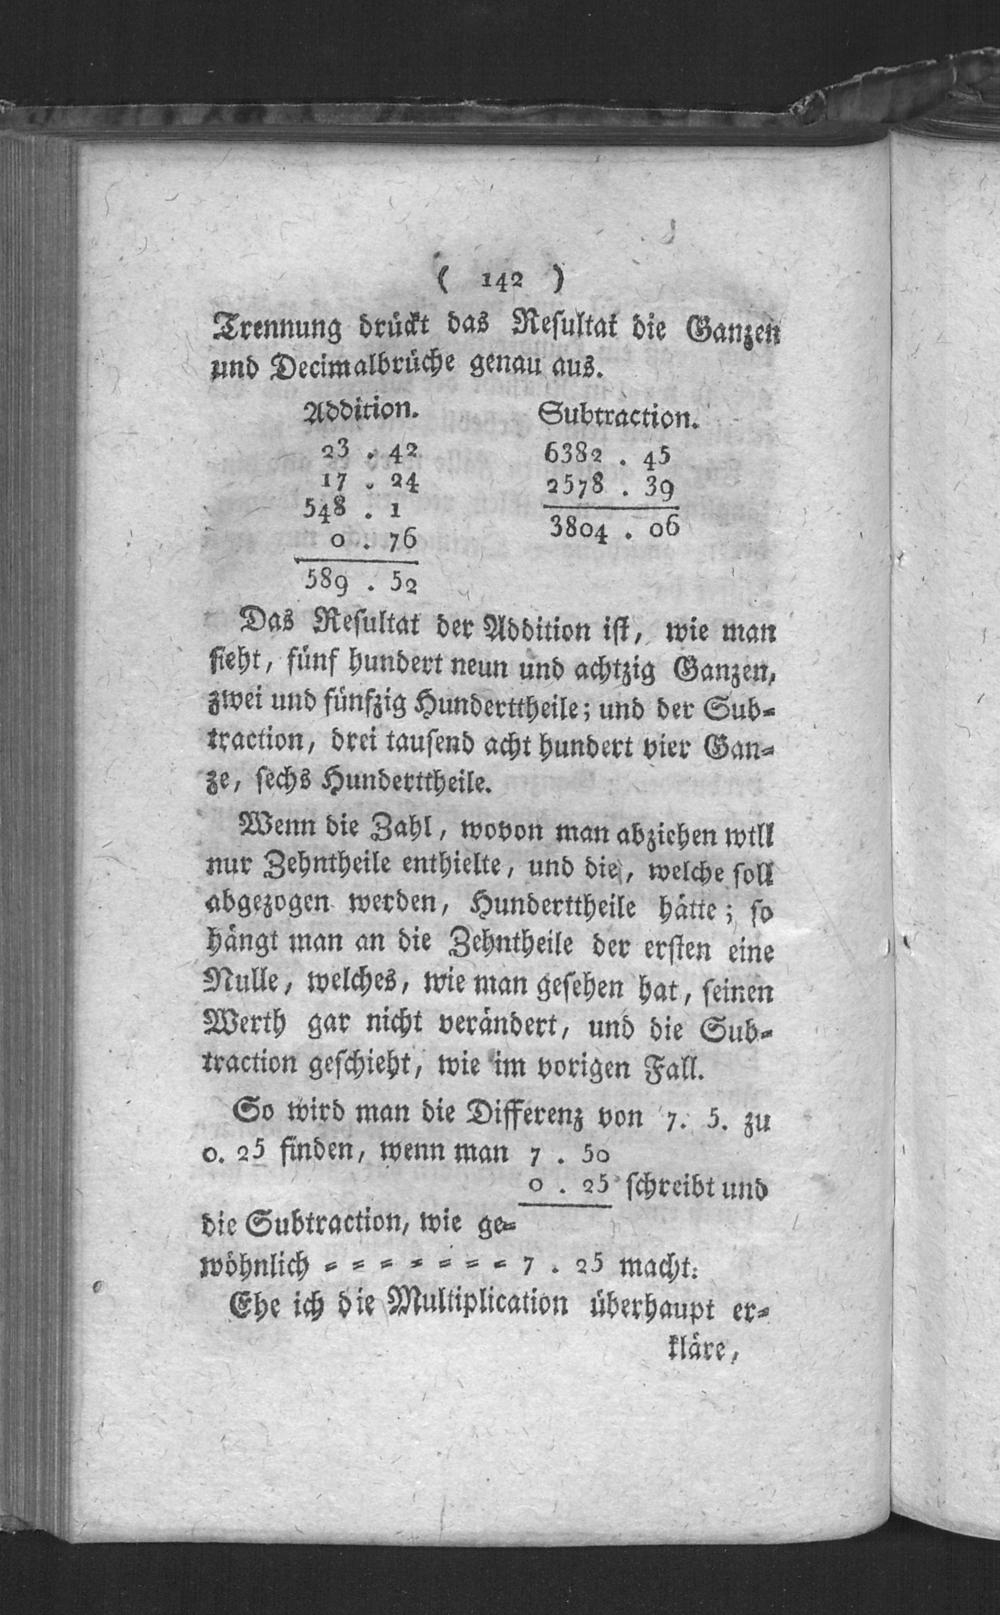 ( 142 )
Trennung drückt das Resultat die Ganzen
und Decimalbrüche genau aus.
Addition. Subtraction.
23 . 42 6382 . 45
17 . 24 2578 . 39
548 . 1 3804 . 06
0 . 76
589 . 52
Das Resultat der Addition ist, wie man
sieht, fünf hundert neun und achtzig Ganzen,
zwei und fünfzig Hunderttheile; und der Sub-
traction, drei tausend acht hundert vier Gan-
ze, sechs Hunderttheile.
Wenn die Zahl, wovon man abziehen will
nur Zehntheile enthielte, und die, welche soll
abgezogen werden, Hunderttheile hätte; so
hängt man an die Zehntheile der ersten eine
Nulle, welches, wie man gesehen hat, seinen
Werth gar nicht verändert, und die Sub-
traction geschieht, wie im vorigen Fall.
So wird man die Differenz von 7. 5. zu
0. 25 finden, wenn man 7 . 50
0 . 25 schreibt und
die Subtraction, wie ge-
wöhnlich - - - - - - - 7 . 25 macht.
Ehe ich die Multiplication überhaupt er-
kläre,